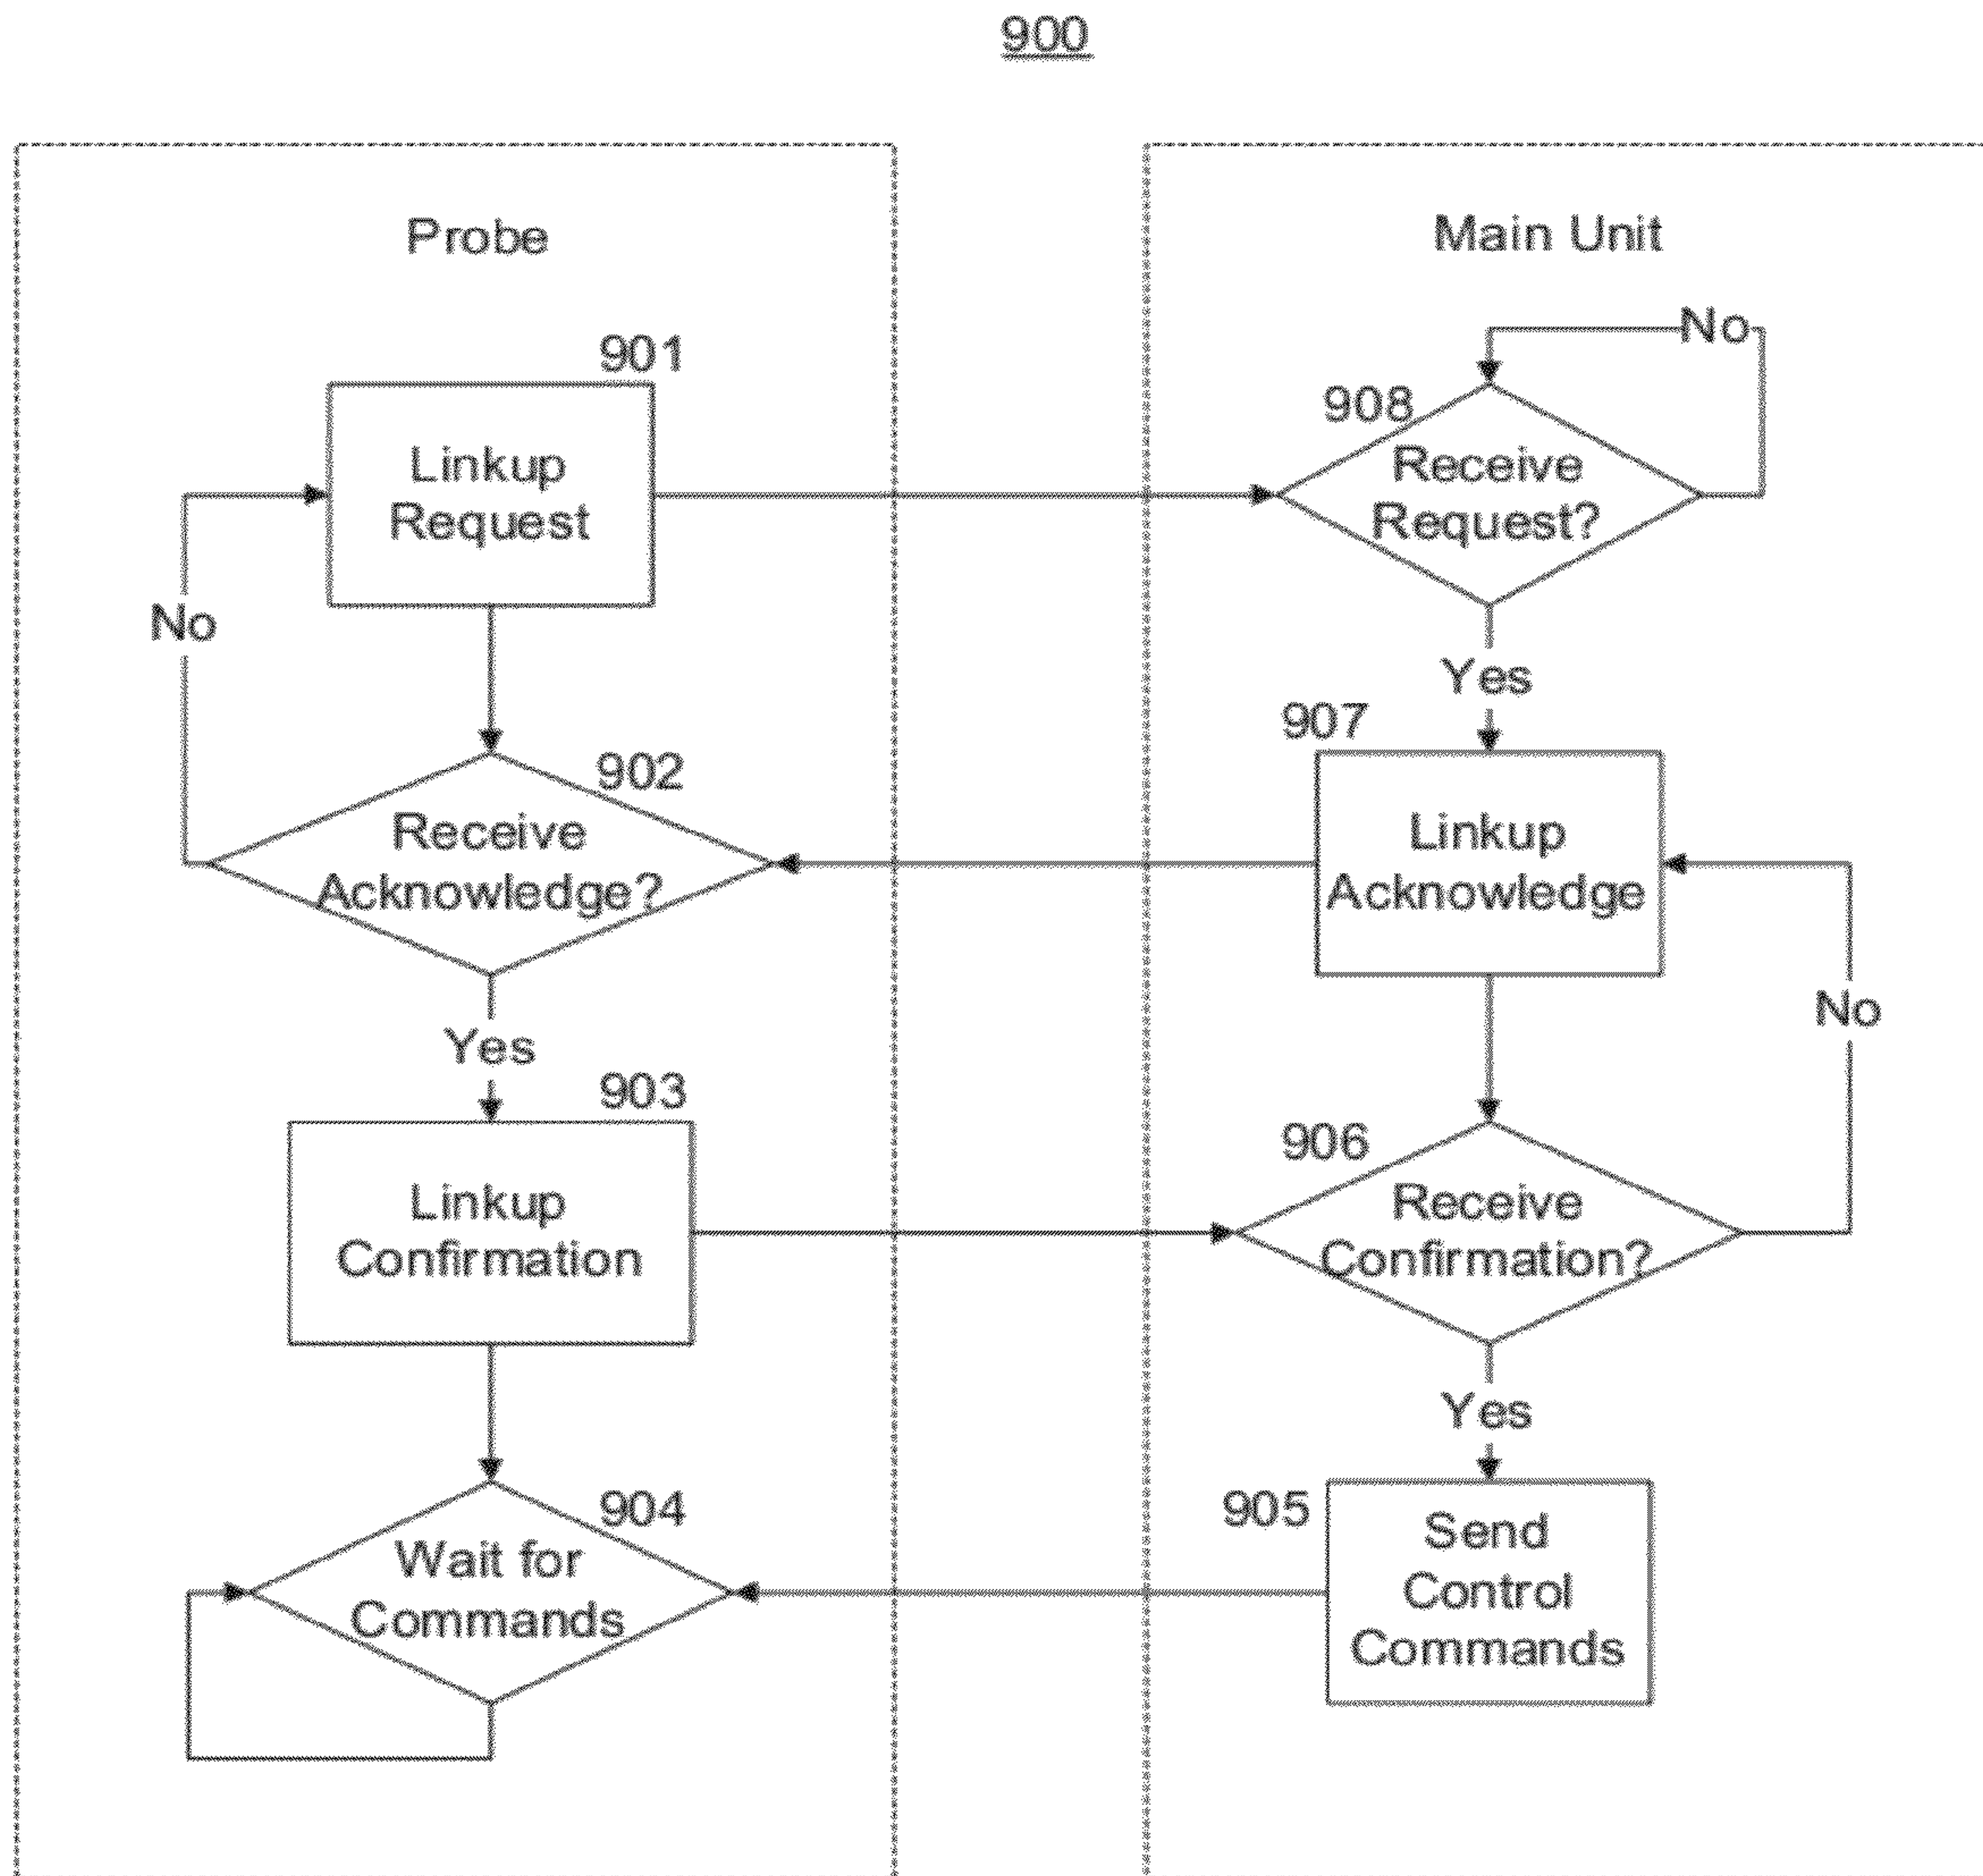 900
Probe
901
Linkup
Request
No
902
Receive
Acknowledge?
Yes
903
Linkup
Confirmation
904
Wait for
Commands
Main Unit
No
908
Receive
Request?
Yes
907
Linkup
Acknowledge
No
906
Receive
Confirmation?
Yes
905
Send
Control
Commands